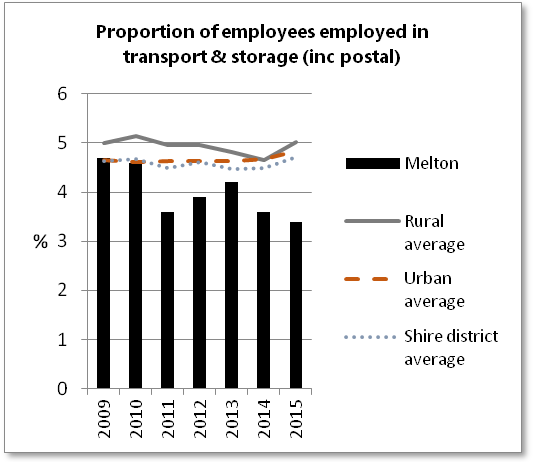 Proportion of employees employed in
transport & storage (inc postal)
6
5
4
3
2
1
0
%
2009
2010
2011
2012
2013
2014
2015
Melton
Rural
average
Urban
average
Shire district
average